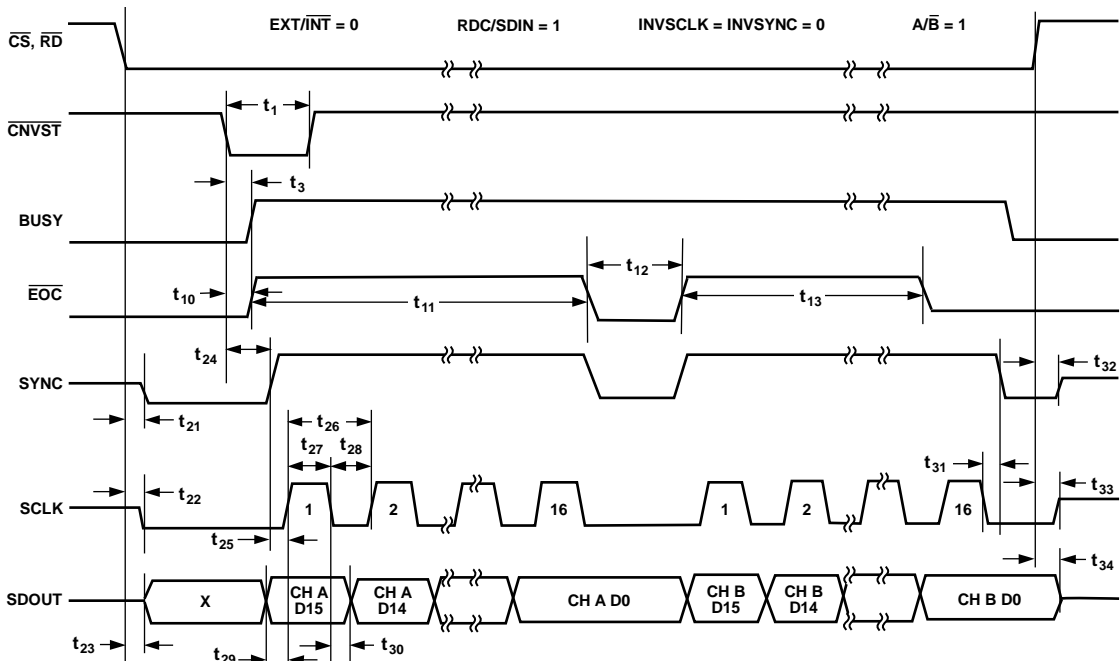 EXT/INT = 0 RDC/SDIN = 1 INVSCLK = INVSYNC = 0 A/B = 1
CS, RD
t1
CNVST
t3
BUSY
t12
t10
EOC
t11
t13
t24
SYNC
t32
t21
t26
t27
t28
t31
t22
t33
SCLK
1
2
16
1
2
16
t25
t34
SDOUT
X
CH A
D15
CH A
D14
CH A D0
CH B
D15
CH B
D14
CH B D0
t23
t29
t30